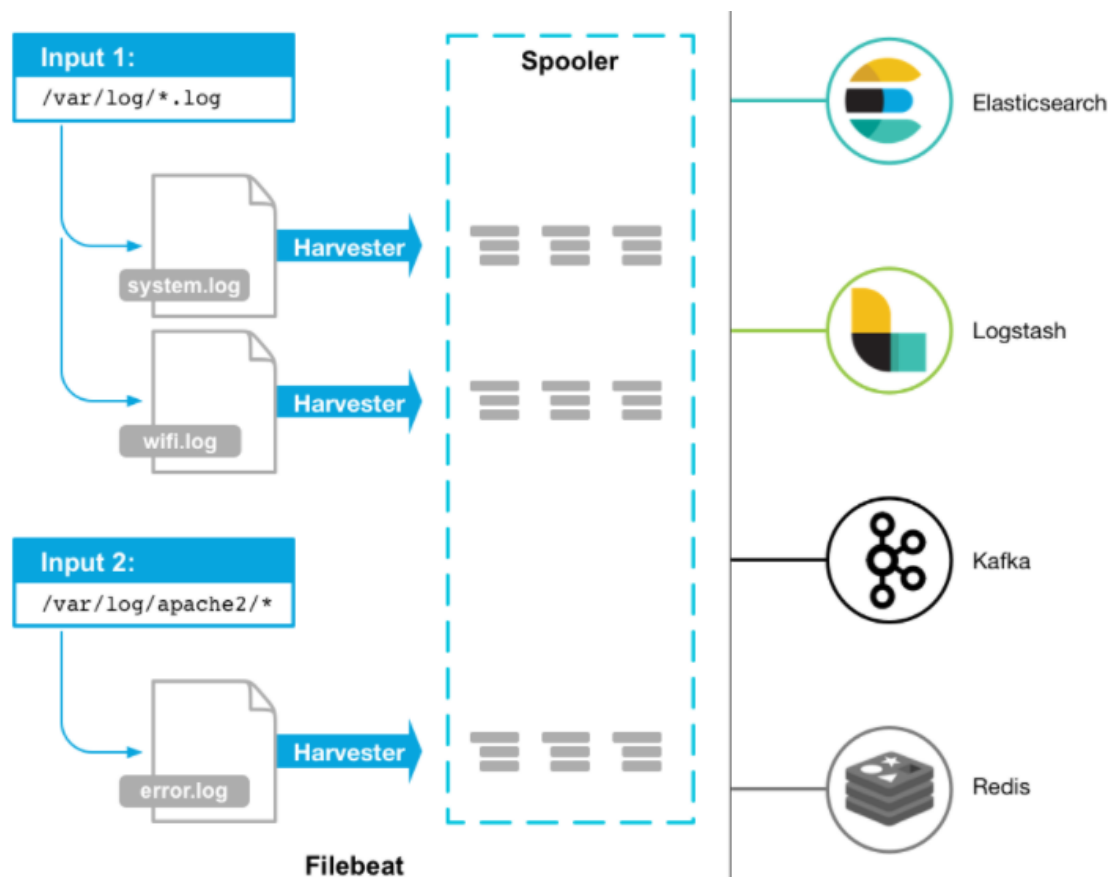 Input 1:
/var/log/*.log
system.log
Harvester
wifi.log
Harvester
Input 2:
/var/log/apache2/*
error.log
Harvester
Spooler
Filebeat
Elasticsearch
Logstash
Kafka
Redis